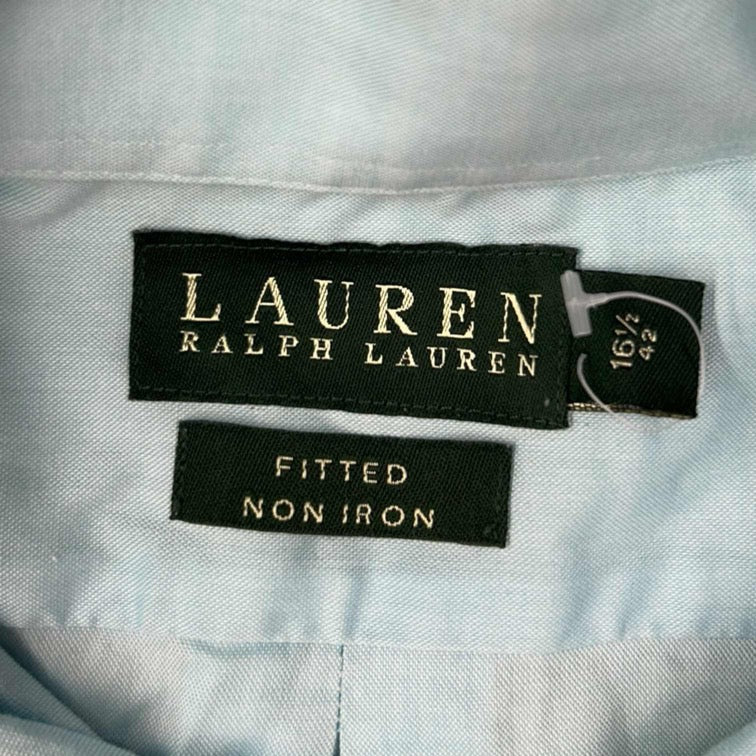 LAUREN
RALPH LAUREN
16½
42
FITTED
NON IRON